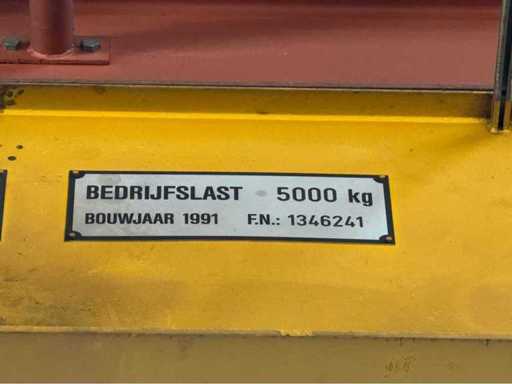 BEDRIJFSLAST 5000 kg
BOUWJAAR 1991 F.N.: 1346241